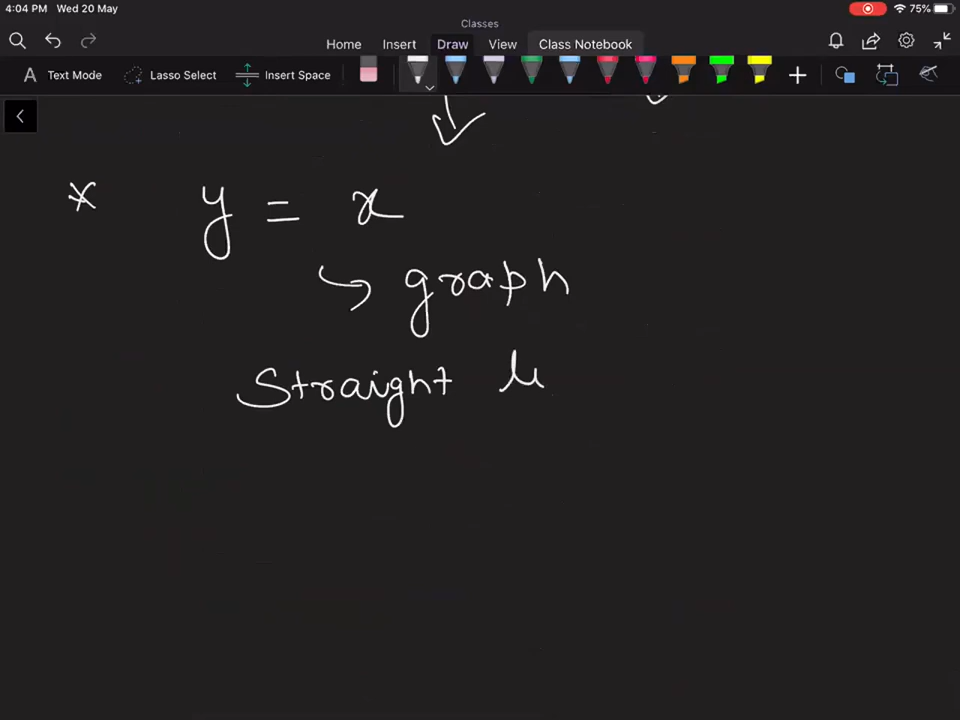 4:04 PM Wed 20 May
75%
Classes
Home Insert Draw View Class Notebook
Text Mode Lasso Select Insert Space
* y = x
↪ graph
Straight li